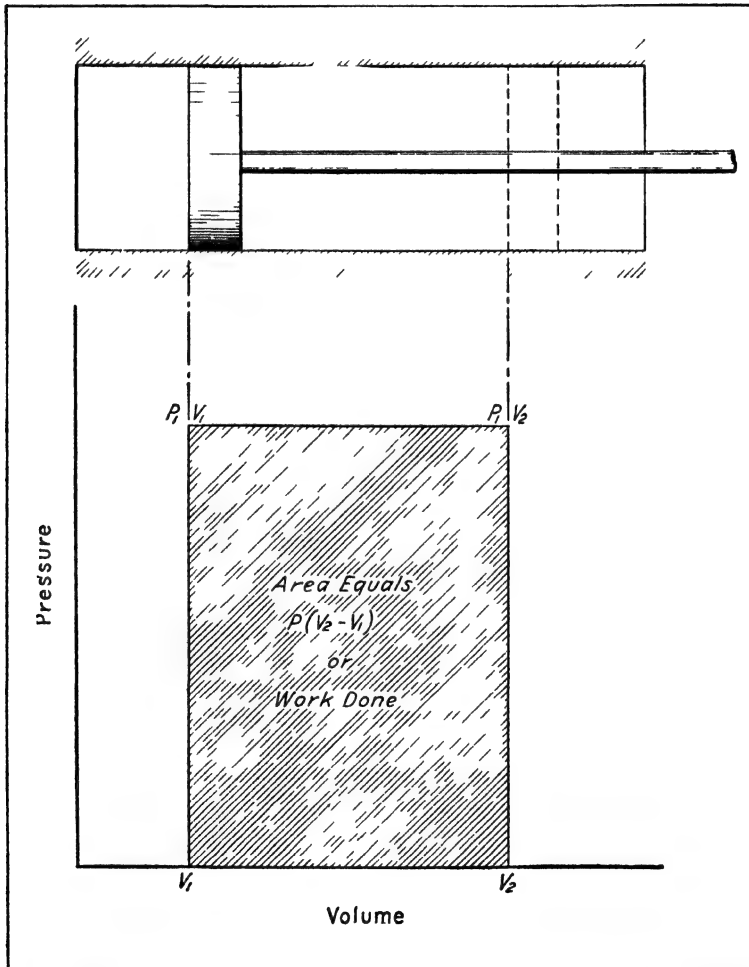 P₁ V₁ P₁ V₂
Area Equals
P(V₂-V₁)
or
Work Done
Pressure
V₁ V₂
Volume